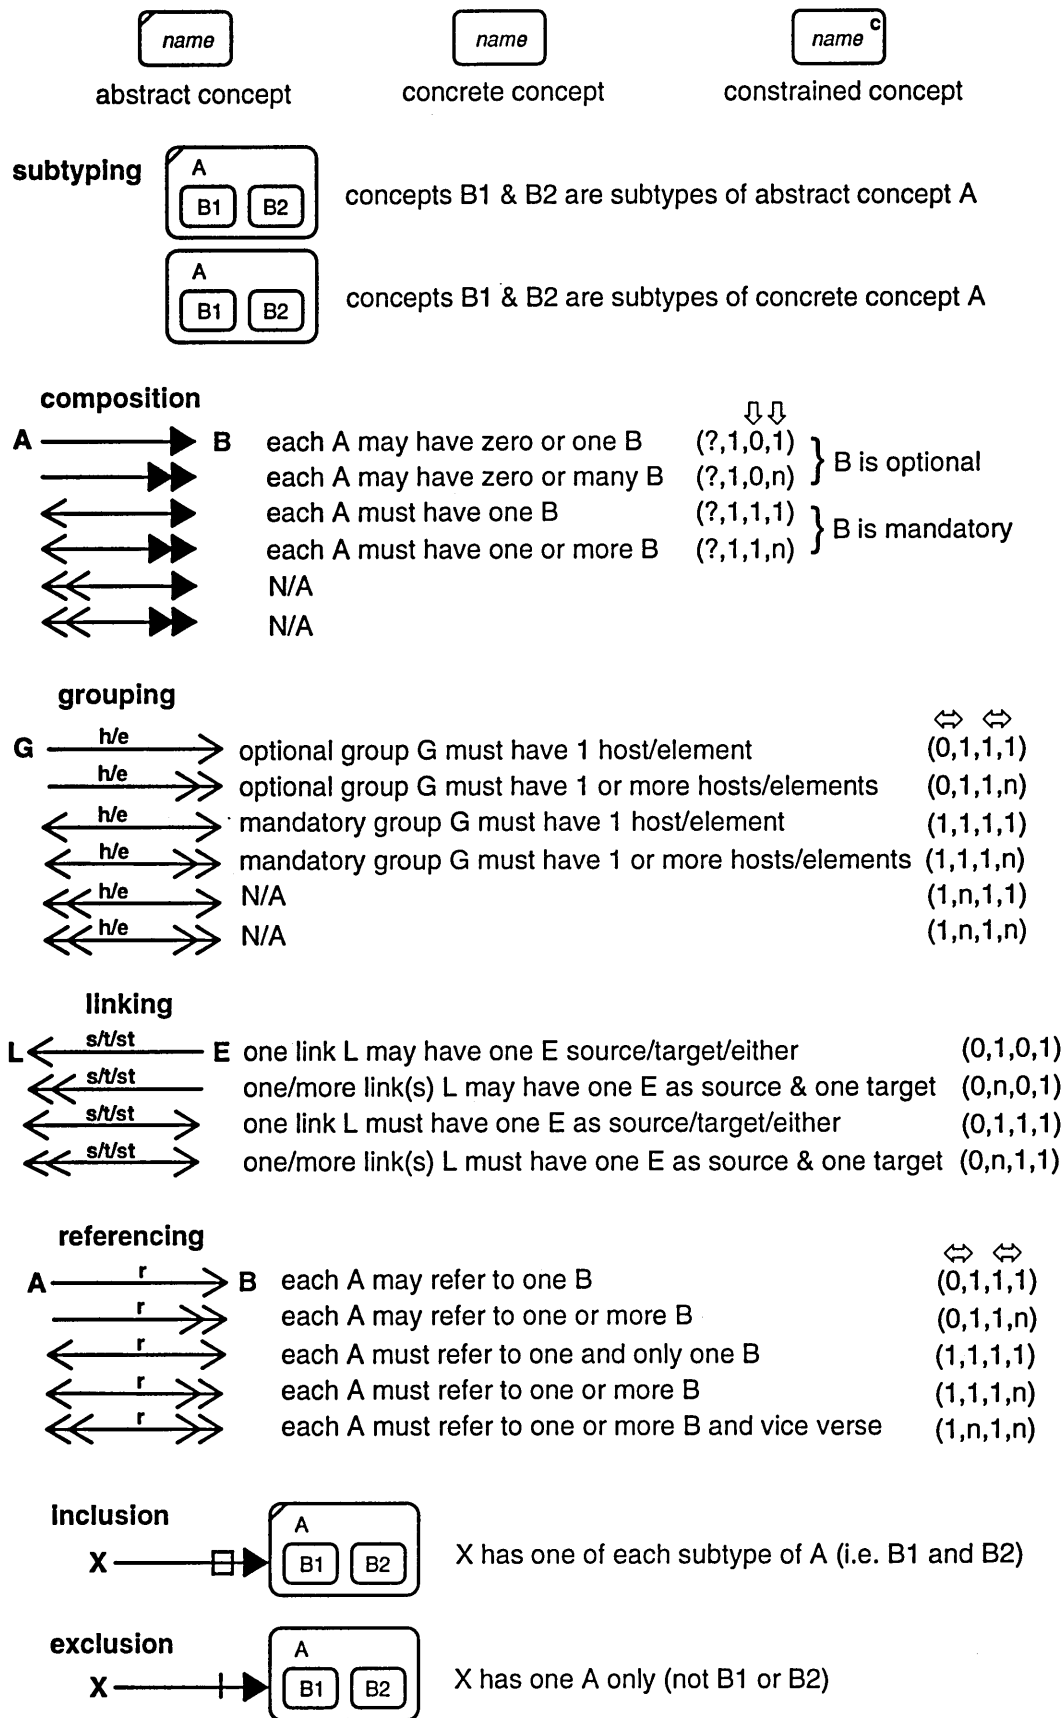 name name name c
abstract concept concrete concept constrained concept
subtyping A
B1 B2 concepts B1 & B2 are subtypes of abstract concept A
A
B1 B2 concepts B1 & B2 are subtypes of concrete concept A
composition
A B each A may have zero or one B (?,1,0,1)
each A may have zero or many B (?,1,0,n) } B is optional
each A must have one B (?,1,1,1)
each A must have one or more B (?,1,1,n) } B is mandatory
N/A
N/A
grouping
G h/e optional group G must have 1 host/element (0,1,1,1)
h/e optional group G must have 1 or more hosts/elements (0,1,1,n)
h/e mandatory group G must have 1 host/element (1,1,1,1)
h/e mandatory group G must have 1 or more hosts/elements (1,1,1,n)
h/e N/A (1,n,1,1)
h/e N/A (1,n,1,n)
linking
L s/t/st E one link L may have one E source/target/either (0,1,0,1)
s/t/st one/more link(s) L may have one E as source & one target (0,n,0,1)
s/t/st one link L must have one E as source/target/either (0,1,1,1)
s/t/st one/more link(s) L must have one E as source & one target (0,n,1,1)
referencing
A r B each A may refer to one B (0,1,1,1)
r each A may refer to one or more B (0,1,1,n)
r each A must refer to one and only one B (1,1,1,1)
r each A must refer to one or more B (1,1,1,n)
r each A must refer to one or more B and vice verse (1,n,1,n)
inclusion A
X B1 B2 X has one of each subtype of A (i.e. B1 and B2)
exclusion A
X B1 B2 X has one A only (not B1 or B2)